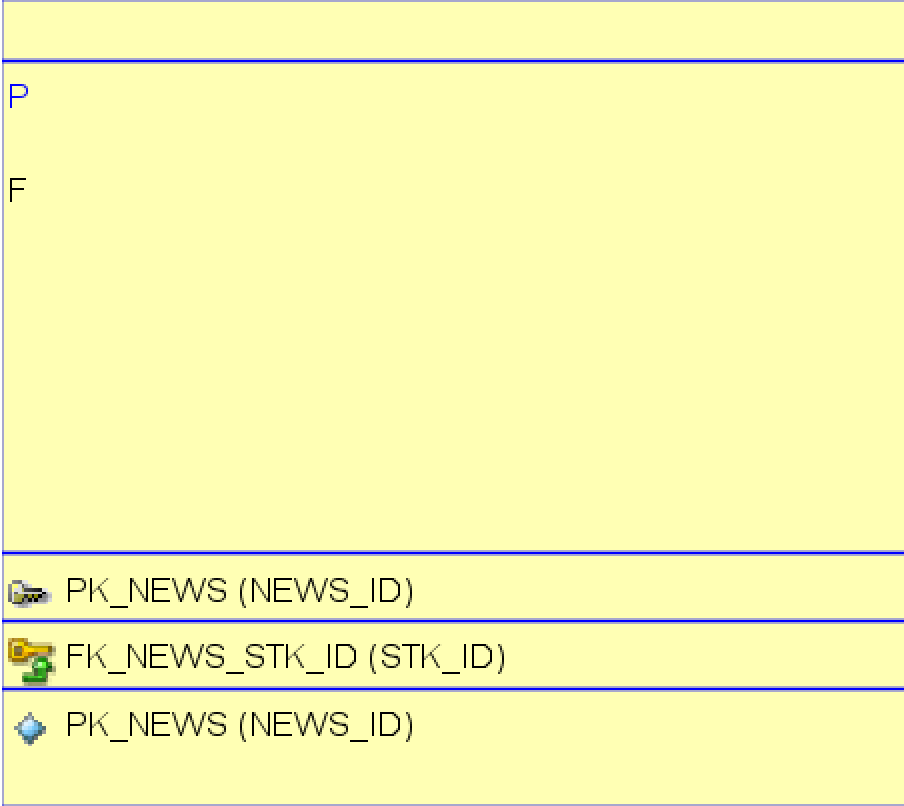 P
F
PK_NEWS (NEWS_ID)
FK_NEWS_STK_ID (STK_ID)
PK_NEWS (NEWS_ID)